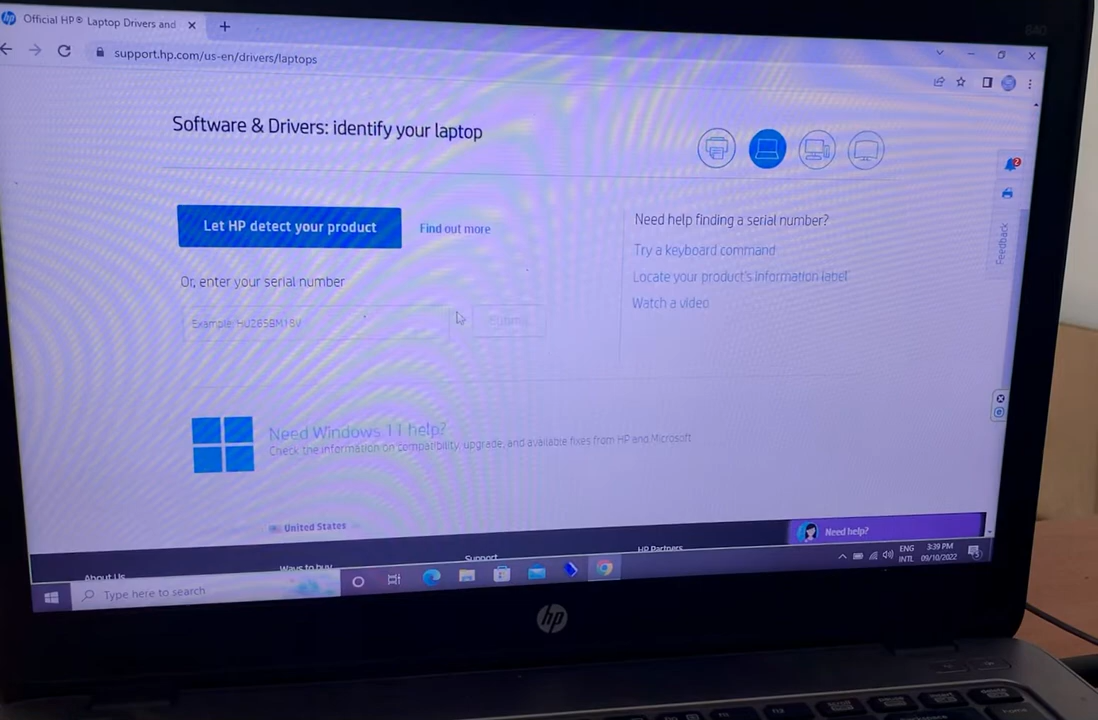 840
Official HP® Laptop Drivers and
support.hp.com/us-en/drivers/laptops
Software & Drivers: identify your laptop
2
Let HP detect your product
Find out more
Need help finding a serial number?
Try a keyboard command
Or, enter your serial number
Locate your product's information label
Watch a video
Feedback
Example: HU265BM18V
Submit
Need Windows 11 help?
Check the information on compatibility, upgrade, and available fixes from HP and Microsoft
United States
Need help?
About Us
Ways to buy
Support
HP Partners
Type here to search
ENG
INTL
3:39 PM
09/10/2022
3
hp